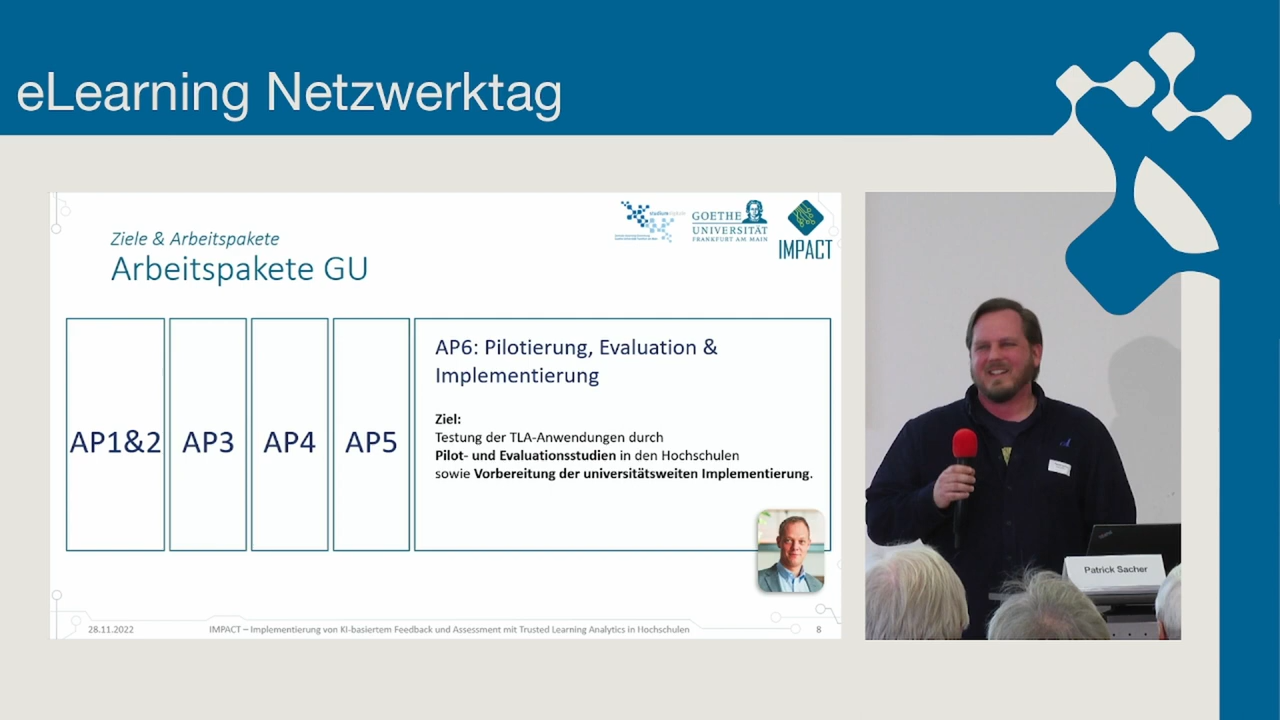 eLearning Netzwerktag
GOETHE
UNIVERSITÄT
FRANKFURT AM MAIN
IMPACT
Ziele & Arbeitspakete
Arbeitspakete GU
AP1&2
AP3
AP4
AP5
AP6: Pilotierung, Evaluation &
Implementierung
Ziel:
Testung der TLA-Anwendungen durch
Pilot- und Evaluationsstudien in den Hochschulen
sowie Vorbereitung der universitätsweiten Implementierung.
28.11.2022
IMPACT – Implementierung von KI-basiertem Feedback und Assessment mit Trusted Learning Analytics in Hochschulen
8
Patrick Sacher